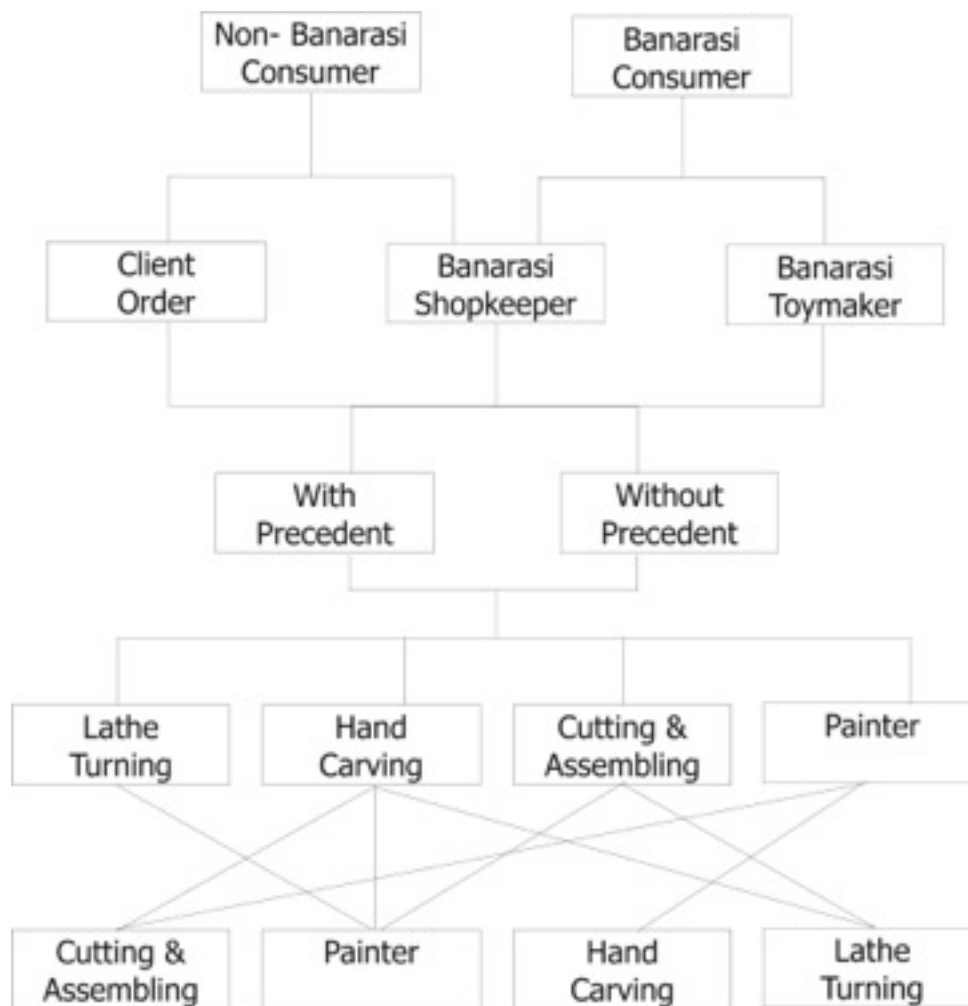 Non- Banarasi
Consumer
Banarasi
Consumer
Client
Order
Banarasi
Shopkeeper
Banarasi
Toymaker
With
Precedent
Without
Precedent
Lathe
Turning
Hand
Carving
Cutting &
Assembling
Painter
Cutting &
Assembling
Painter
Hand
Carving
Lathe
Turning